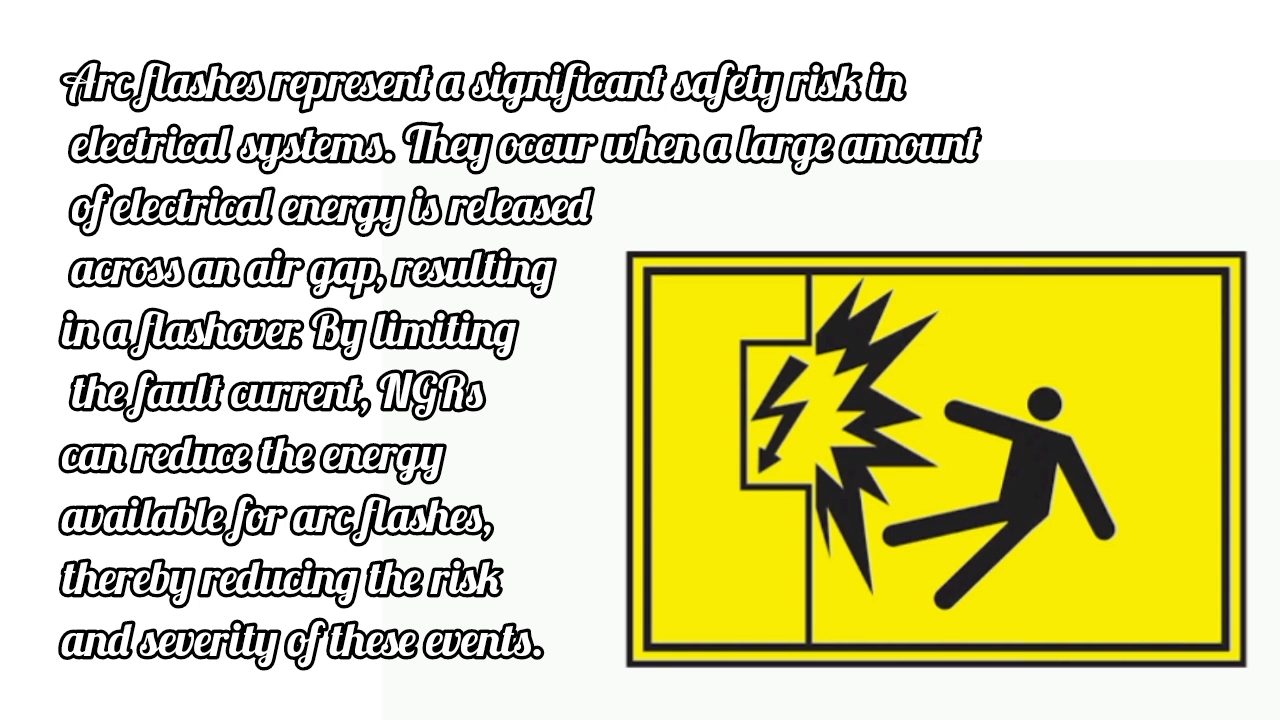 Arc flashes represent a significant safety risk in
electrical systems. They occur when a large amount
of electrical energy is released
across an air gap, resulting
in a flashover. By limiting
the fault current, NGRs
can reduce the energy
available for arc flashes,
thereby reducing the risk
and severity of these events.